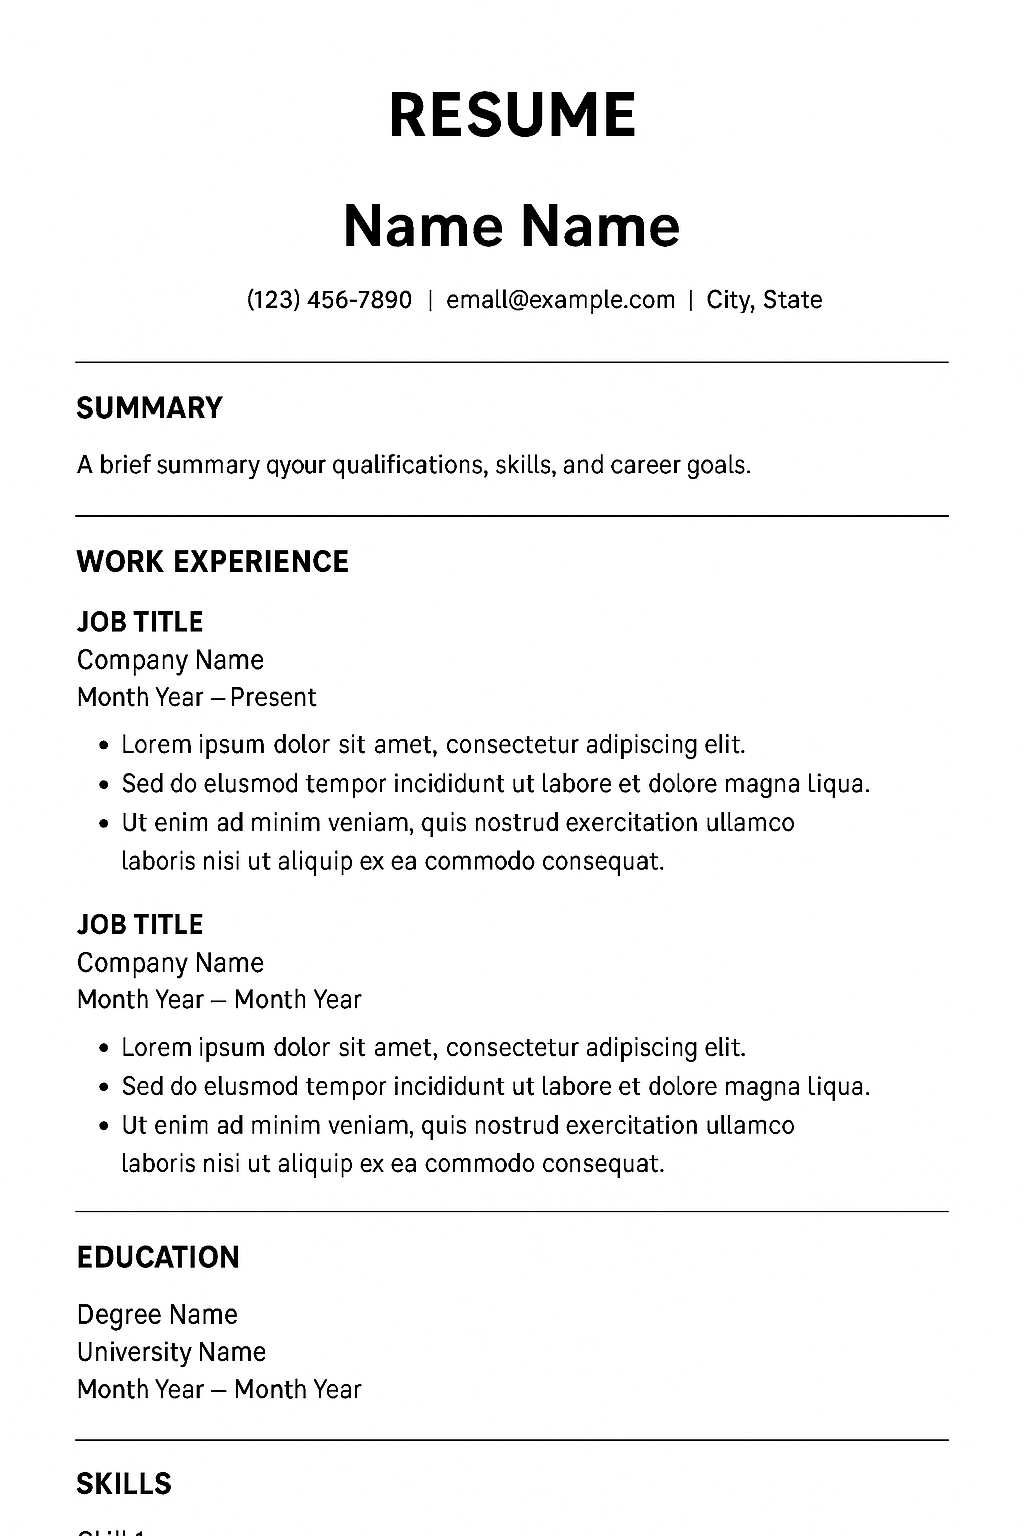 RESUME
Name Name
(123) 456-7890 | emall@example.com | City, State
SUMMARY
A brief summary qyour qualifications, skills, and career goals.
WORK EXPERIENCE
JOB TITLE
Company Name
Month Year – Present
• Lorem ipsum dolor sit amet, consectetur adipiscing elit.
• Sed do elusmod tempor incididunt ut labore et dolore magna liqua.
• Ut enim ad minim veniam, quis nostrud exercitation ullamco
laboris nisi ut aliquip ex ea commodo consequat.
JOB TITLE
Company Name
Month Year – Month Year
• Lorem ipsum dolor sit amet, consectetur adipiscing elit.
• Sed do elusmod tempor incididunt ut labore et dolore magna liqua.
• Ut enim ad minim veniam, quis nostrud exercitation ullamco
laboris nisi ut aliquip ex ea commodo consequat.
EDUCATION
Degree Name
University Name
Month Year – Month Year
SKILLS